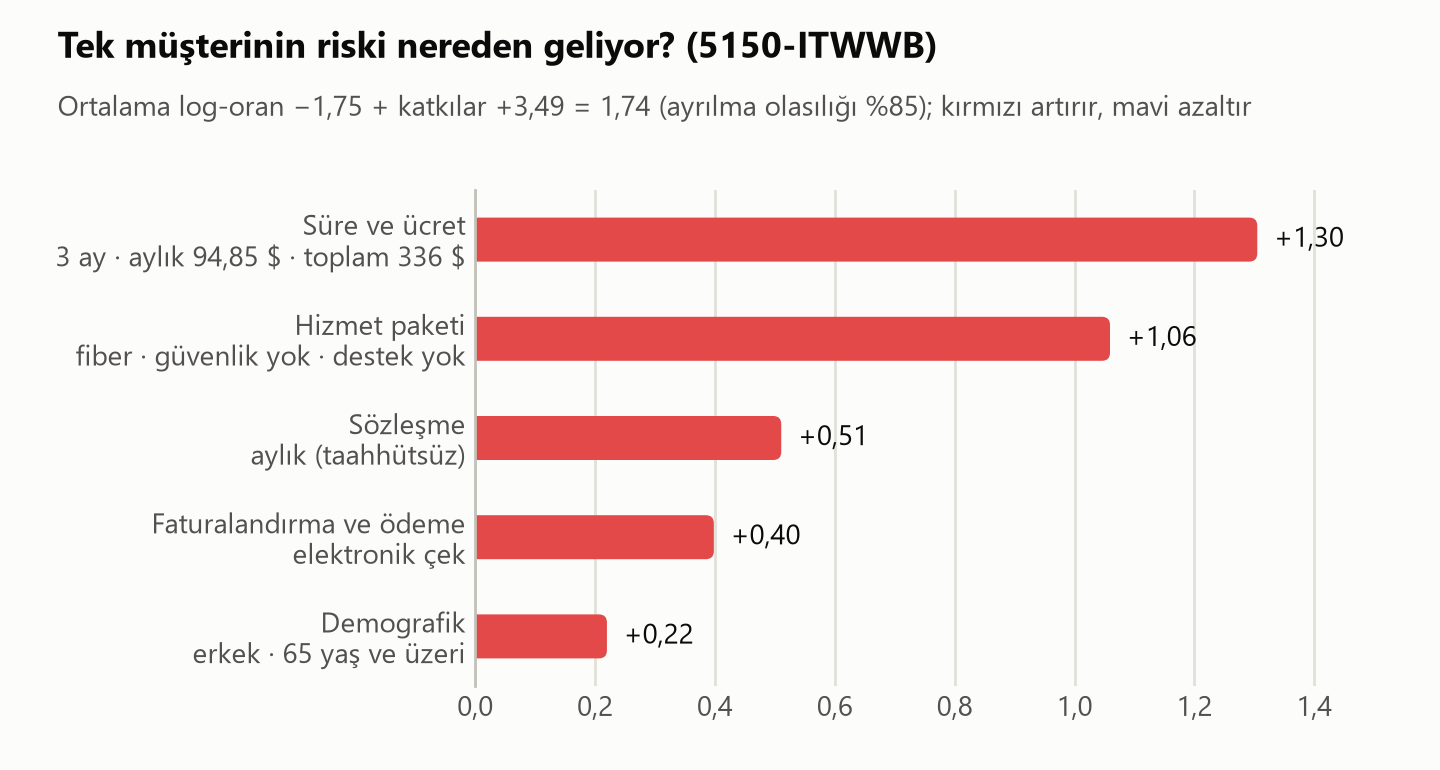 Tek müşterinin riski nereden geliyor? (5150-ITWWB)
Ortalama log-oran −1,75 + katkılar +3,49 = 1,74 (ayrılma olasılığı %85); kırmızı artırır, mavi azaltır
Süre ve ücret
3 ay · aylık 94,85 $ · toplam 336 $
+1,30
Hizmet paketi
fiber · güvenlik yok · destek yok
+1,06
Sözleşme
aylık (taahhütsüz)
+0,51
Faturalandırma ve ödeme
elektronik çek
+0,40
Demografik
erkek · 65 yaş ve üzeri
+0,22
0,0 0,2 0,4 0,6 0,8 1,0 1,2 1,4